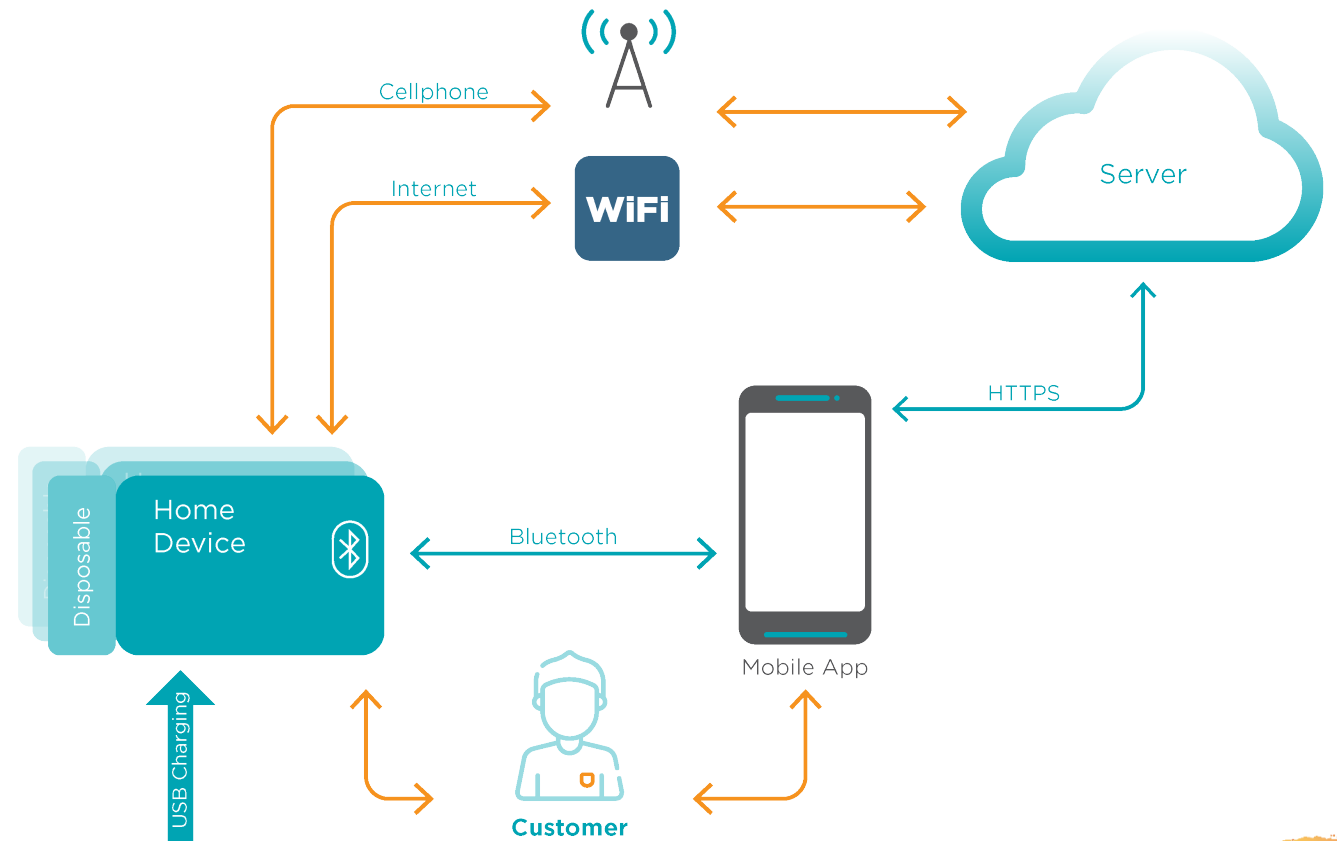 Cellphone
Internet
WiFi
Server
HTTPS
Home
Device
Disposable
Bluetooth
Mobile App
USB Charging
Customer